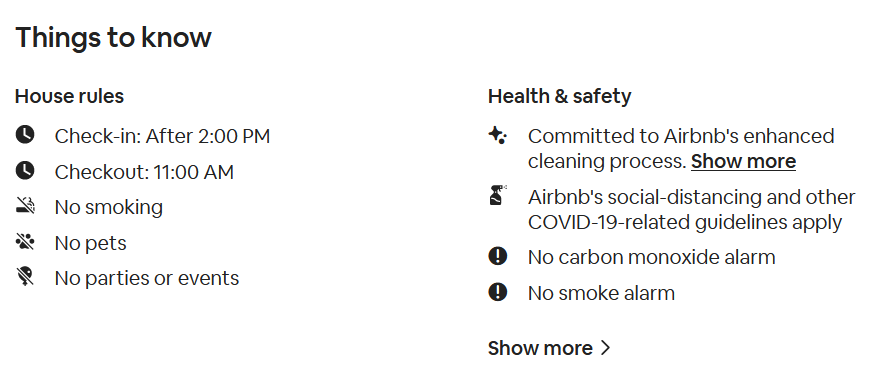 Things to know
House rules
Check-in: After 2:00 PM
Checkout: 11:00 AM
No smoking
No pets
No parties or events
Health & safety
Committed to Airbnb's enhanced
cleaning process. Show more
Airbnb's social-distancing and other
COVID-19-related guidelines apply
No carbon monoxide alarm
No smoke alarm
Show more